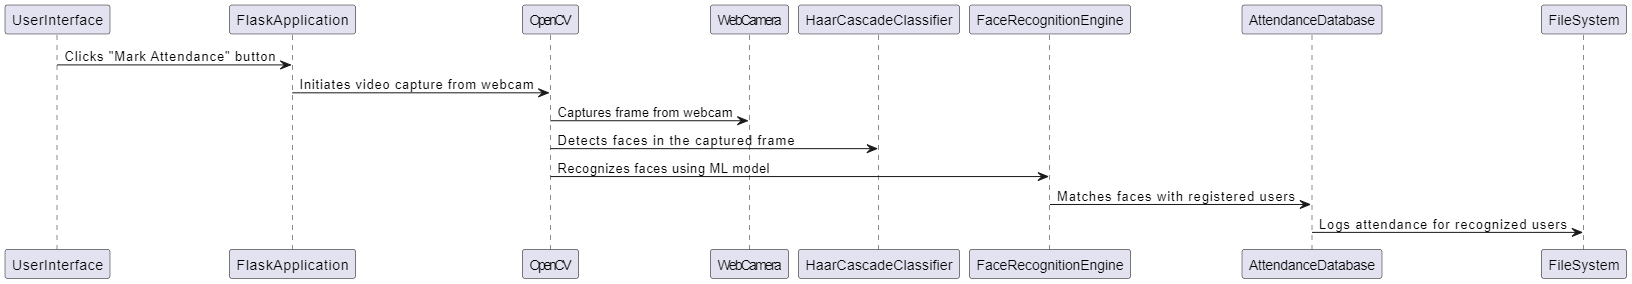 UserInterface FlaskApplication OpenCV WebCamera HaarCascadeClassifier FaceRecognitionEngine AttendanceDatabase FileSystem
Clicks "Mark Attendance" button
Initiates video capture from webcam
Captures frame from webcam
Detects faces in the captured frame
Recognizes faces using ML model
Matches faces with registered users
Logs attendance for recognized users
UserInterface FlaskApplication OpenCV WebCamera HaarCascadeClassifier FaceRecognitionEngine AttendanceDatabase FileSystem